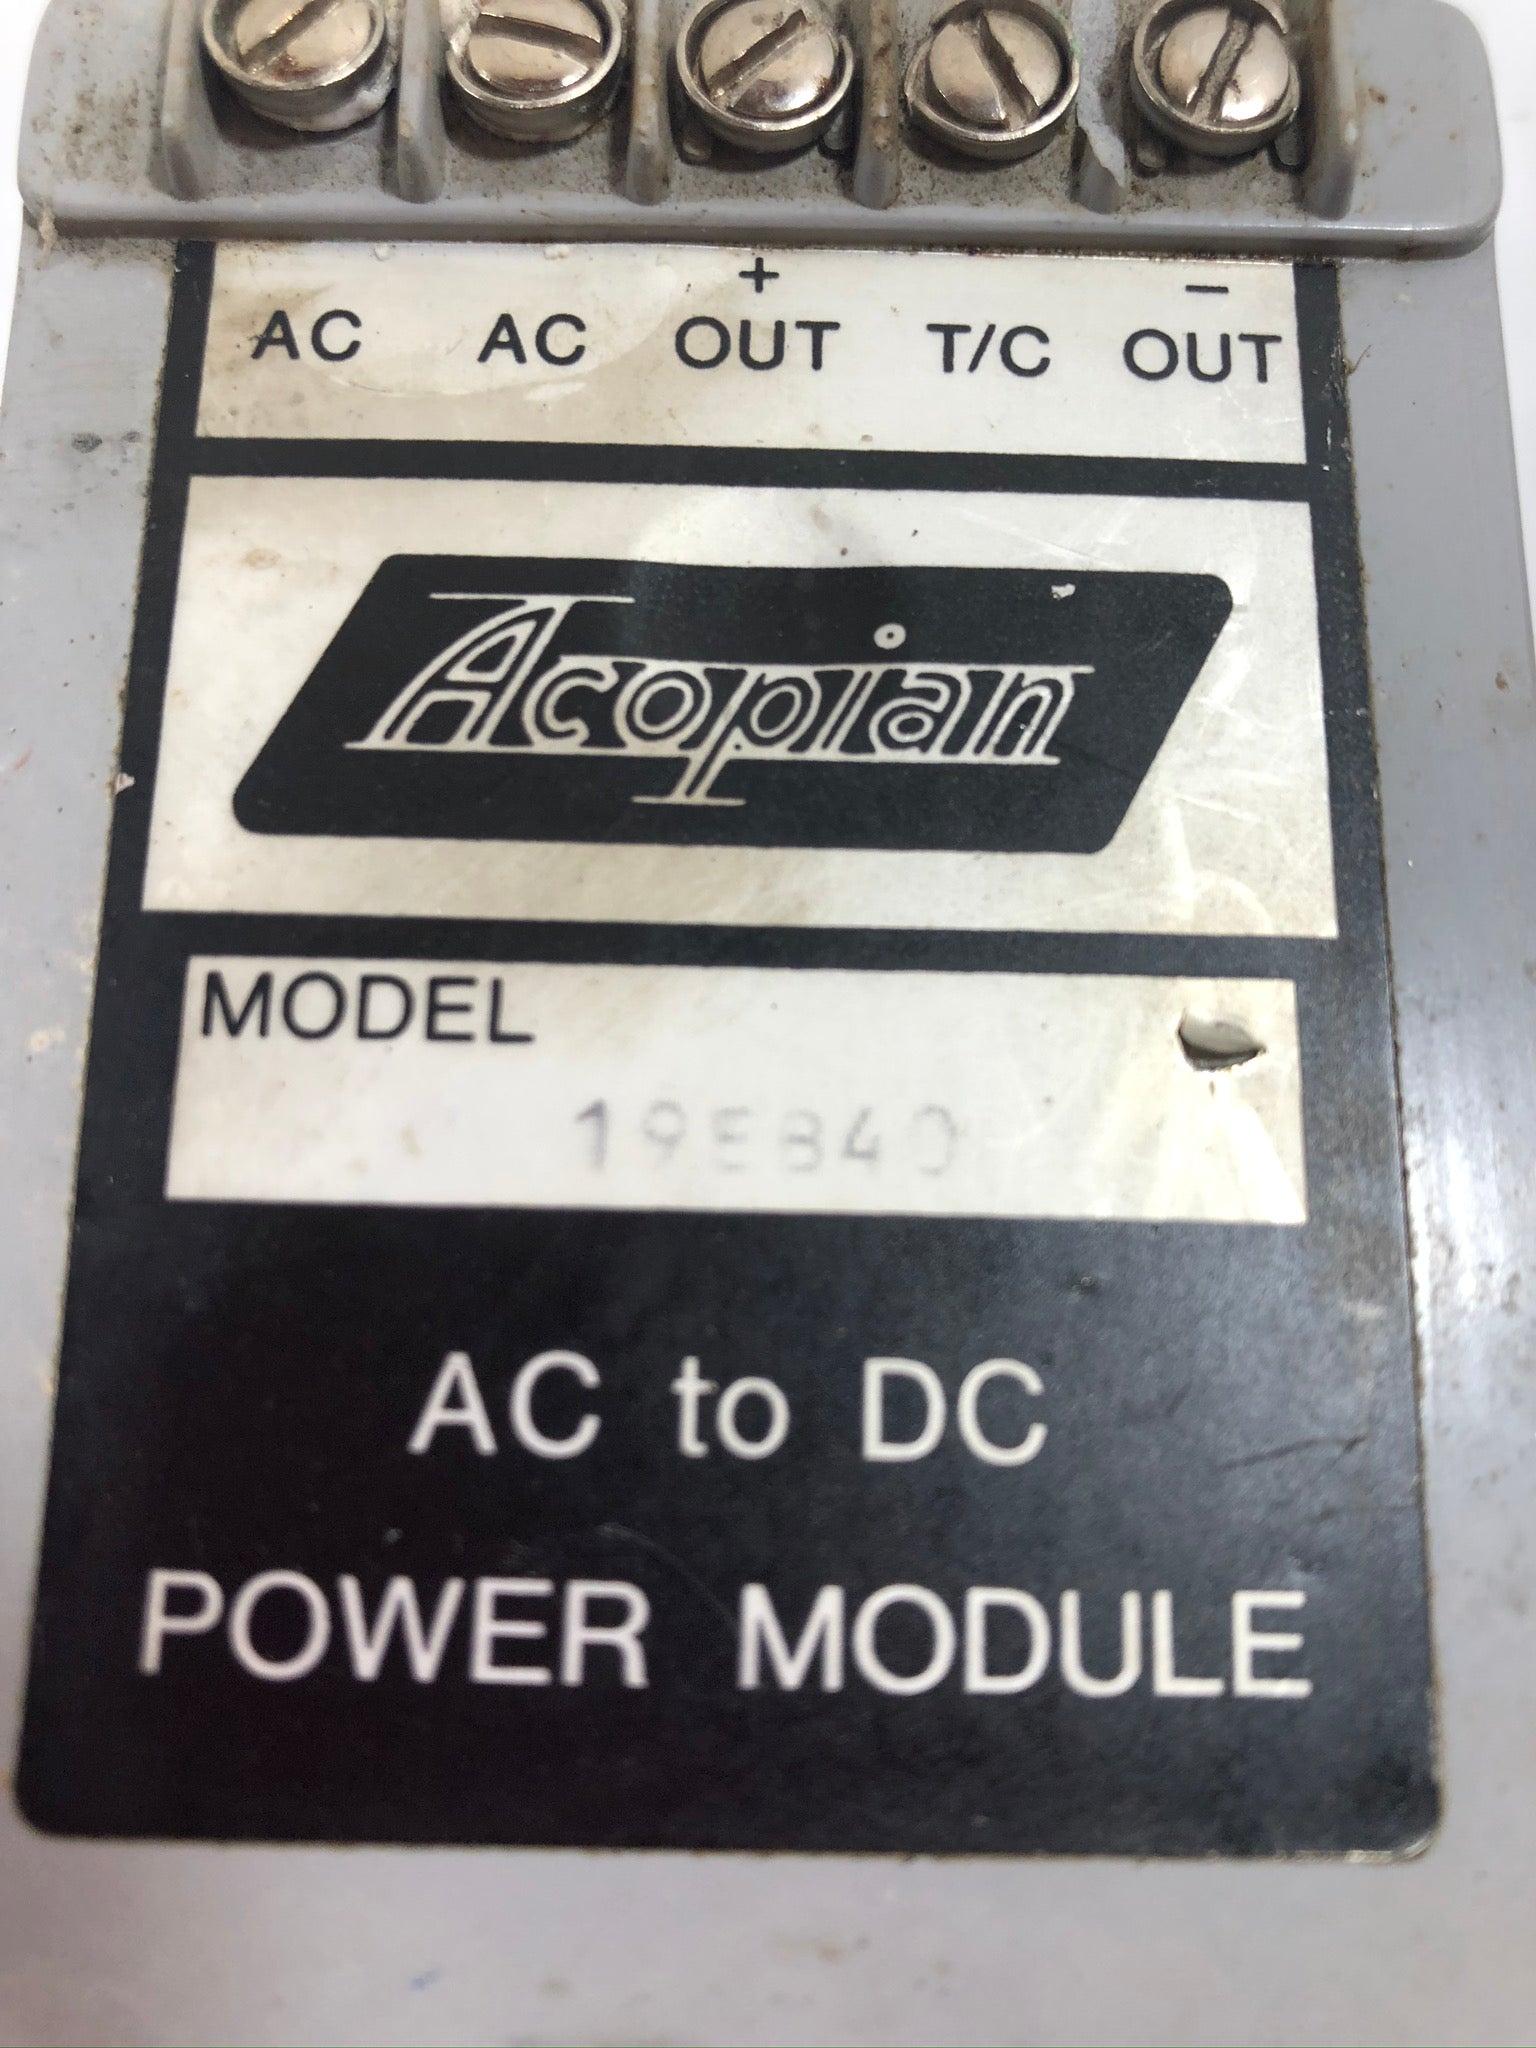 + −
AC AC OUT T/C OUT
Acopian
MODEL
19EB40
AC to DC
POWER MODULE